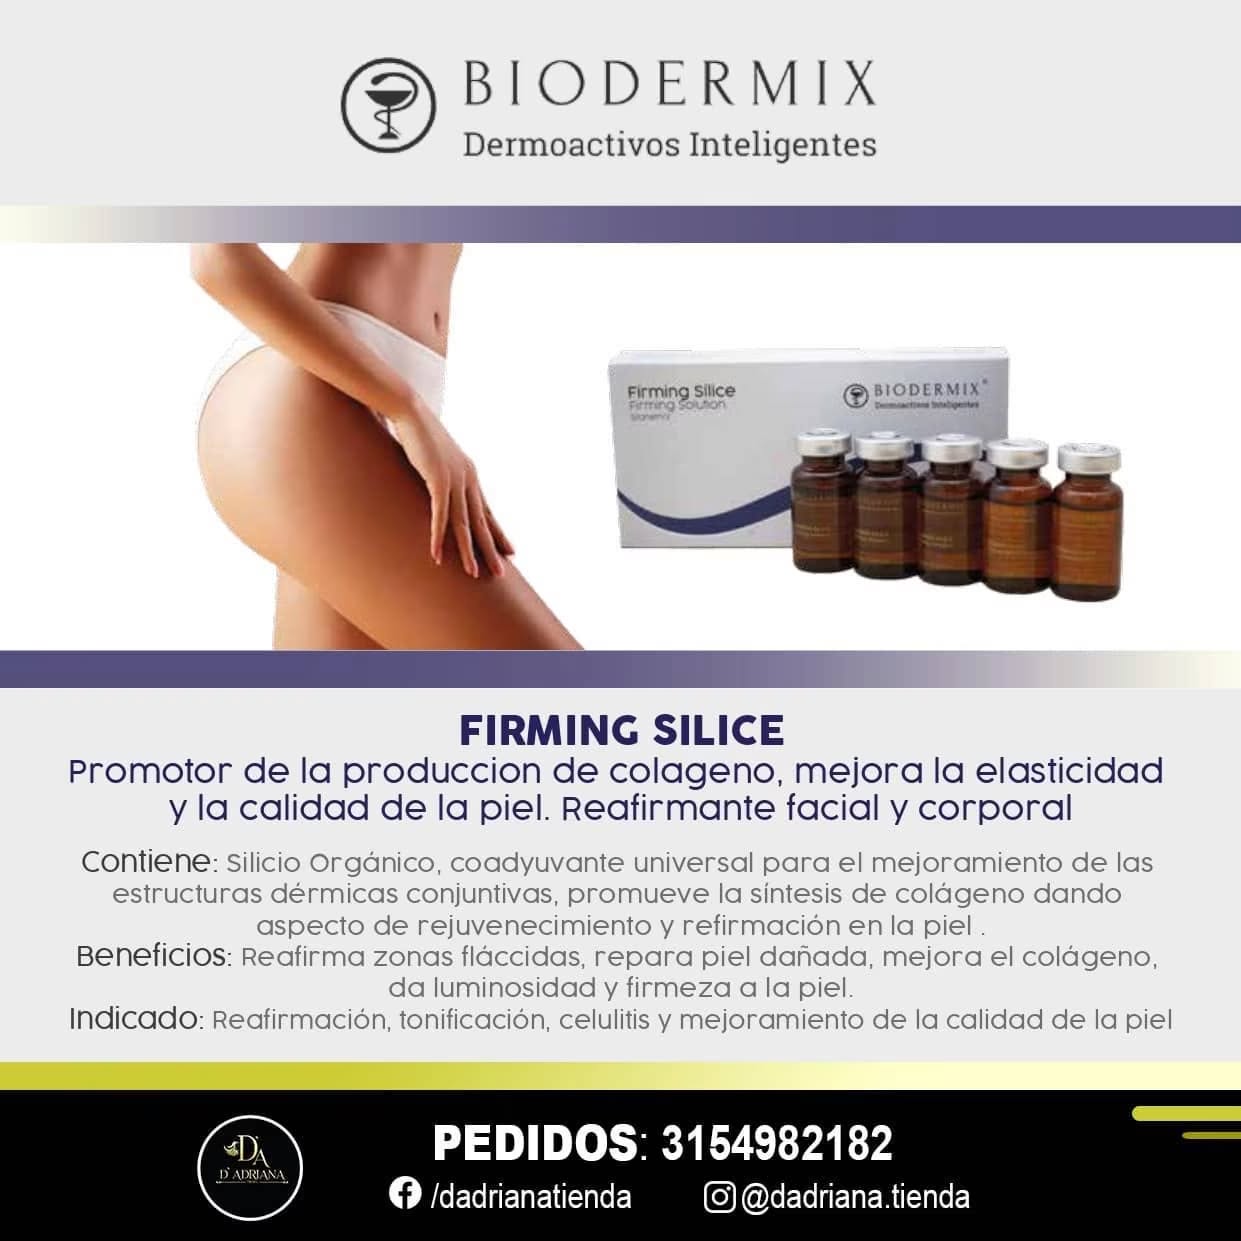 BIODERMIX
Dermoactivos Inteligentes
Firming Silice
Firming Solution
BIODERMIX®
Dermoactivos Inteligentes
FIRMING SILICE
Promotor de la produccion de colageno, mejora la elasticidad
y la calidad de la piel. Reafirmante facial y corporal
Contiene: Silicio Orgánico, coadyuvante universal para el mejoramiento de las
estructuras dérmicas conjuntivas, promueve la síntesis de colágeno dando
aspecto de rejuvenecimiento y refirmación en la piel .
Beneficios: Reafirma zonas fláccidas, repara piel dañada, mejora el colágeno,
da luminosidad y firmeza a la piel.
Indicado: Reafirmación, tonificación, celulitis y mejoramiento de la calidad de la piel
DA
D'ADRIANA
PEDIDOS: 3154982182
/dadrianatienda
@dadriana.tienda